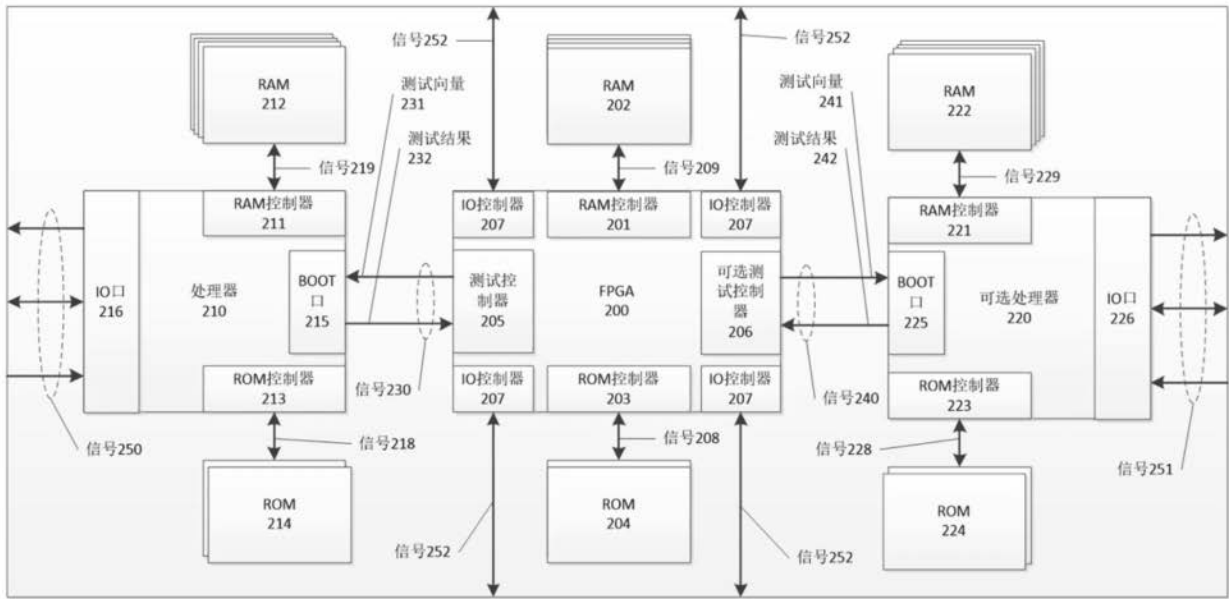 信号252
信号252
RAM
212
RAM
202
RAM
222
测试向量
231
测试向量
241
测试结果
232
测试结果
242
信号219
信号209
信号229
RAM控制器
211
IO控制器
207
RAM控制器
201
IO控制器
207
RAM控制器
221
IO口
216
处理器
210
BOOT
口
215
测试控
制器
205
FPGA
200
可选测
试控制
器
206
BOOT
口
225
可选处理器
220
IO口
226
ROM控制器
213
信号230
IO控制器
207
ROM控制器
203
IO控制器
207
信号240
ROM控制器
223
信号250
信号218
信号208
信号228
信号251
ROM
214
ROM
204
ROM
224
信号252
信号252